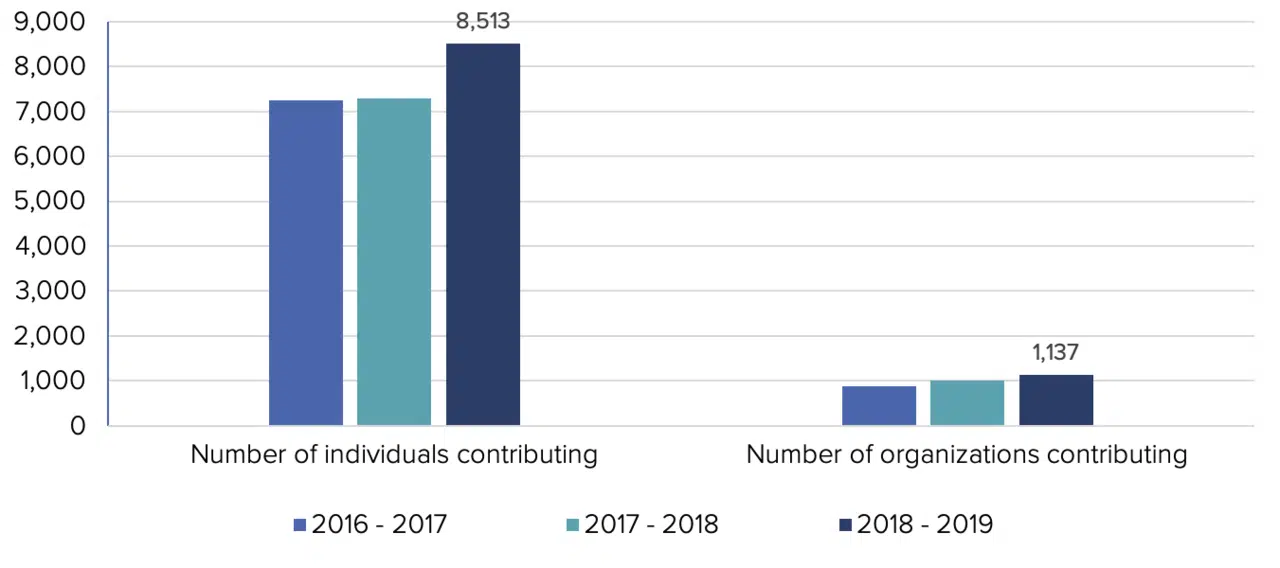 9,000
8,000
7,000
6,000
5,000
4,000
3,000
2,000
1,000
0
8,513
1,137
Number of individuals contributing
Number of organizations contributing
2016 - 2017
2017 - 2018
2018 - 2019